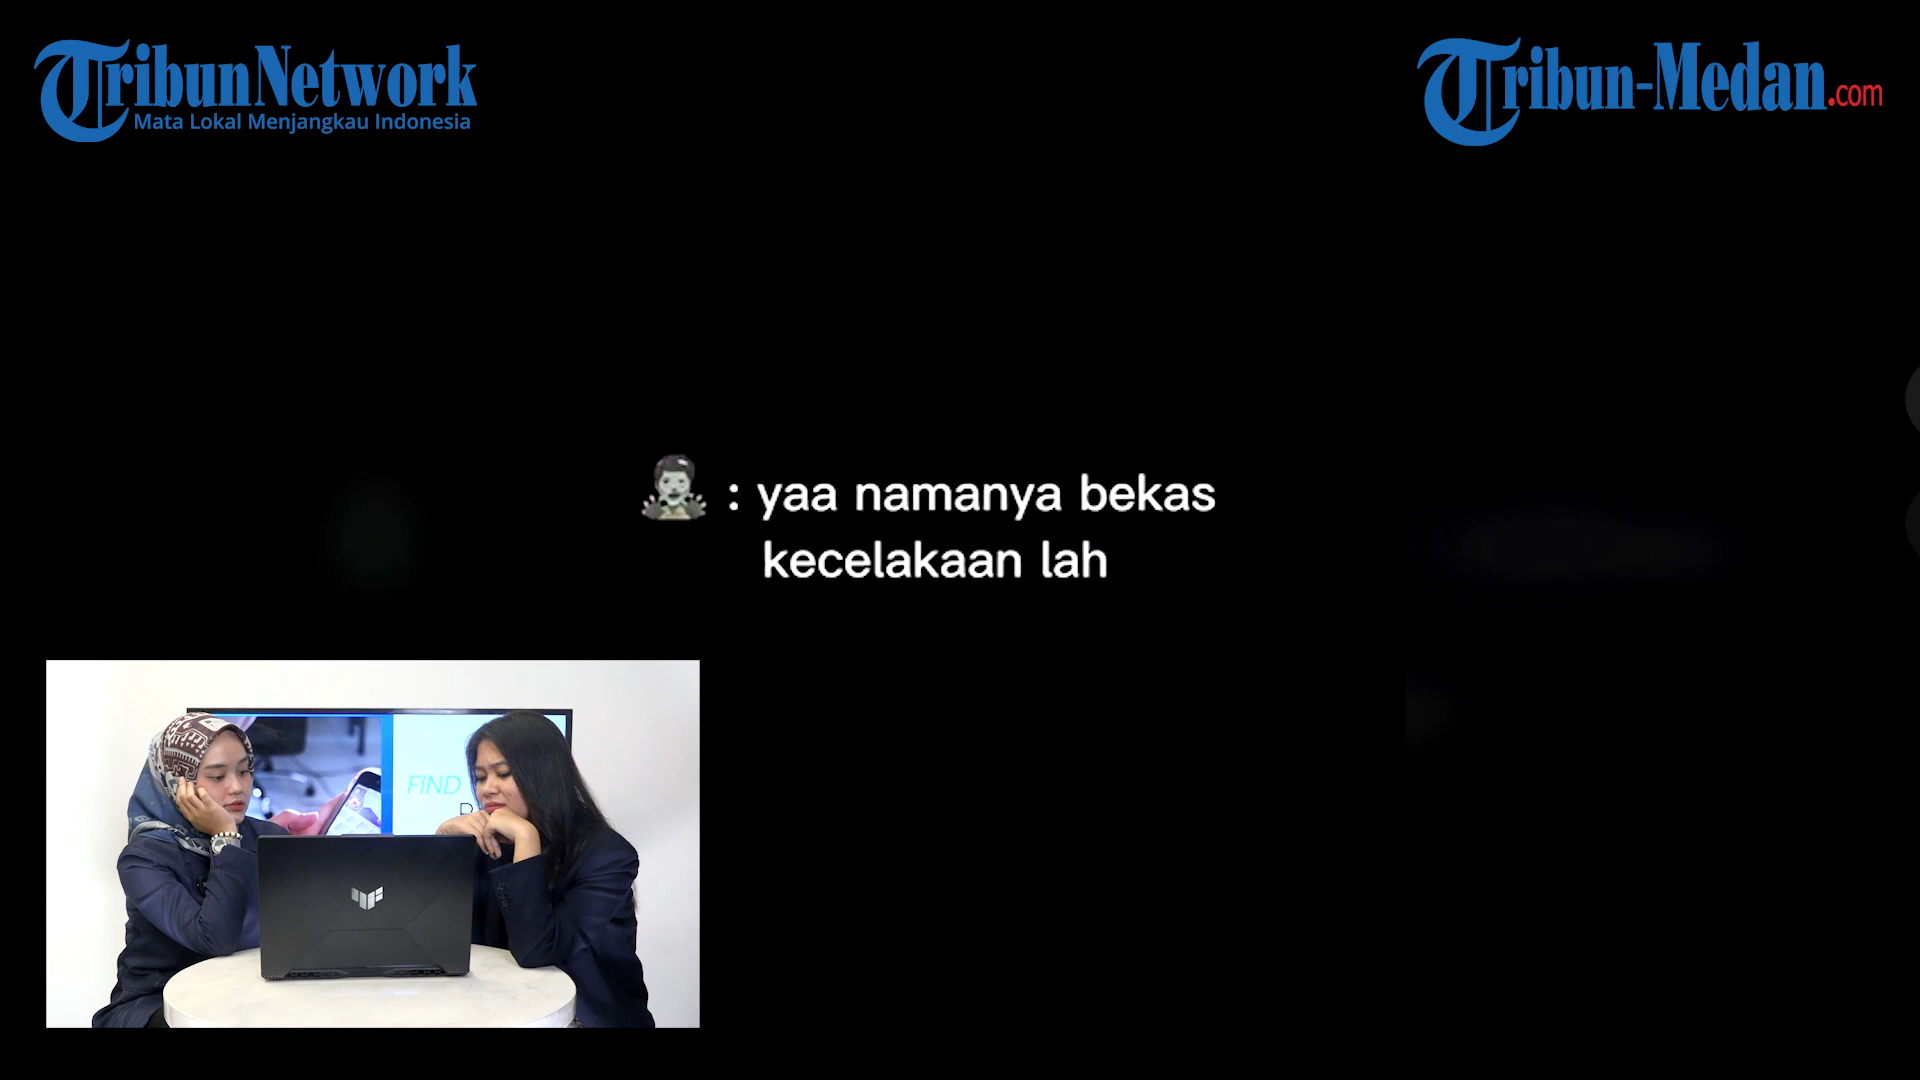 TribunNetwork
Mata Lokal Menjangkau Indonesia
Tribun-Medan.com
: yaa namanya bekas
kecelakaan lah
FIND